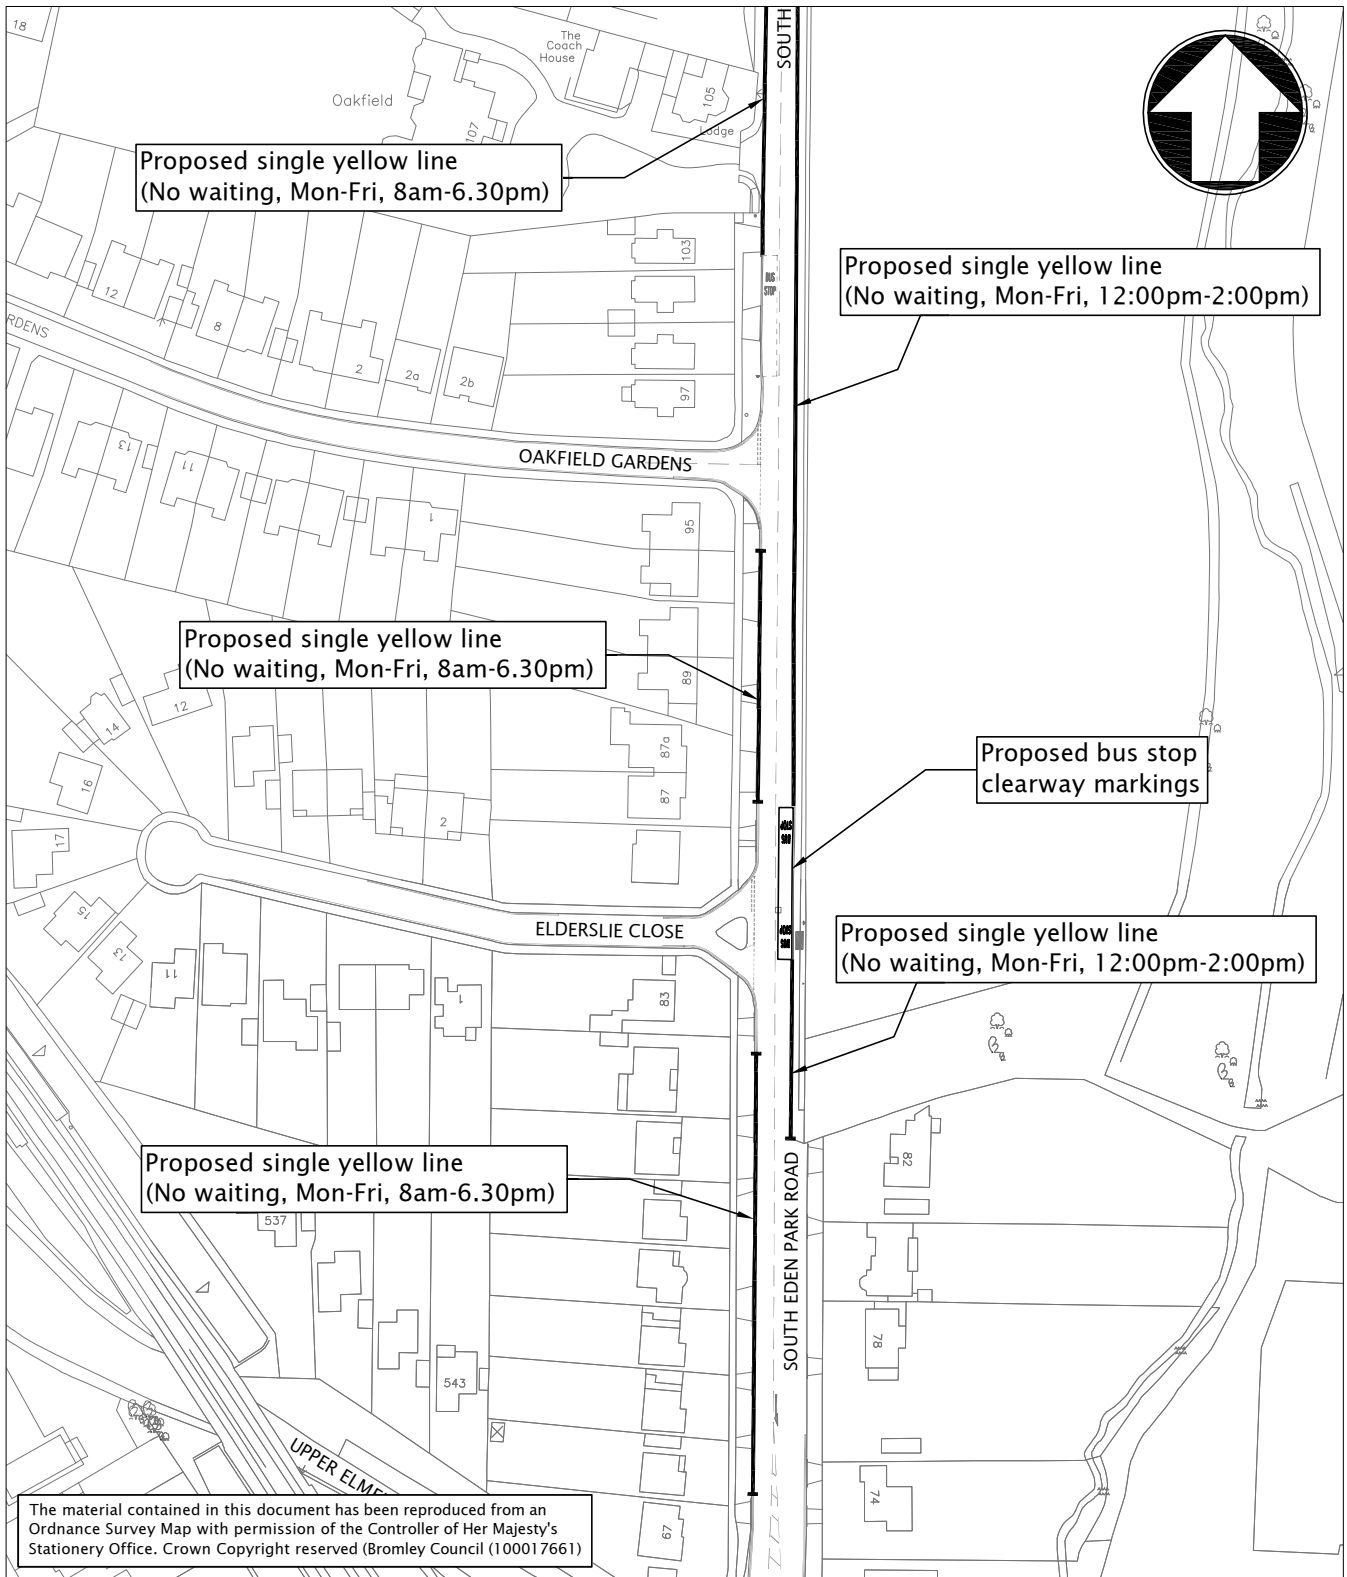 18
The
Coach
House
SOUTH
Oakfield
105
107
Lodge
Proposed single yellow line
(No waiting, Mon-Fri, 8am-6.30pm)
103
Proposed single yellow line
(No waiting, Mon-Fri, 12:00pm-2:00pm)
BUS
STOP
12
8
RDENS
2
2a
2b
97
13
11
OAKFIELD GARDENS
1
95
Proposed single yellow line
(No waiting, Mon-Fri, 8am-6.30pm)
89
12
14
87a
Proposed bus stop
clearway markings
16
87
2
BUS
STOP
17
15
ELDERSLIE CLOSE
BUS
STOP
Proposed single yellow line
(No waiting, Mon-Fri, 12:00pm-2:00pm)
13
11
1
83
82
Proposed single yellow line
(No waiting, Mon-Fri, 8am-6.30pm)
537
SOUTH EDEN PARK ROAD
78
543
UPPER
74
67
The material contained in this document has been reproduced from an
Ordnance Survey Map with permission of the Controller of Her Majesty's
Stationery Office. Crown Copyright reserved (Bromley Council (100017661)